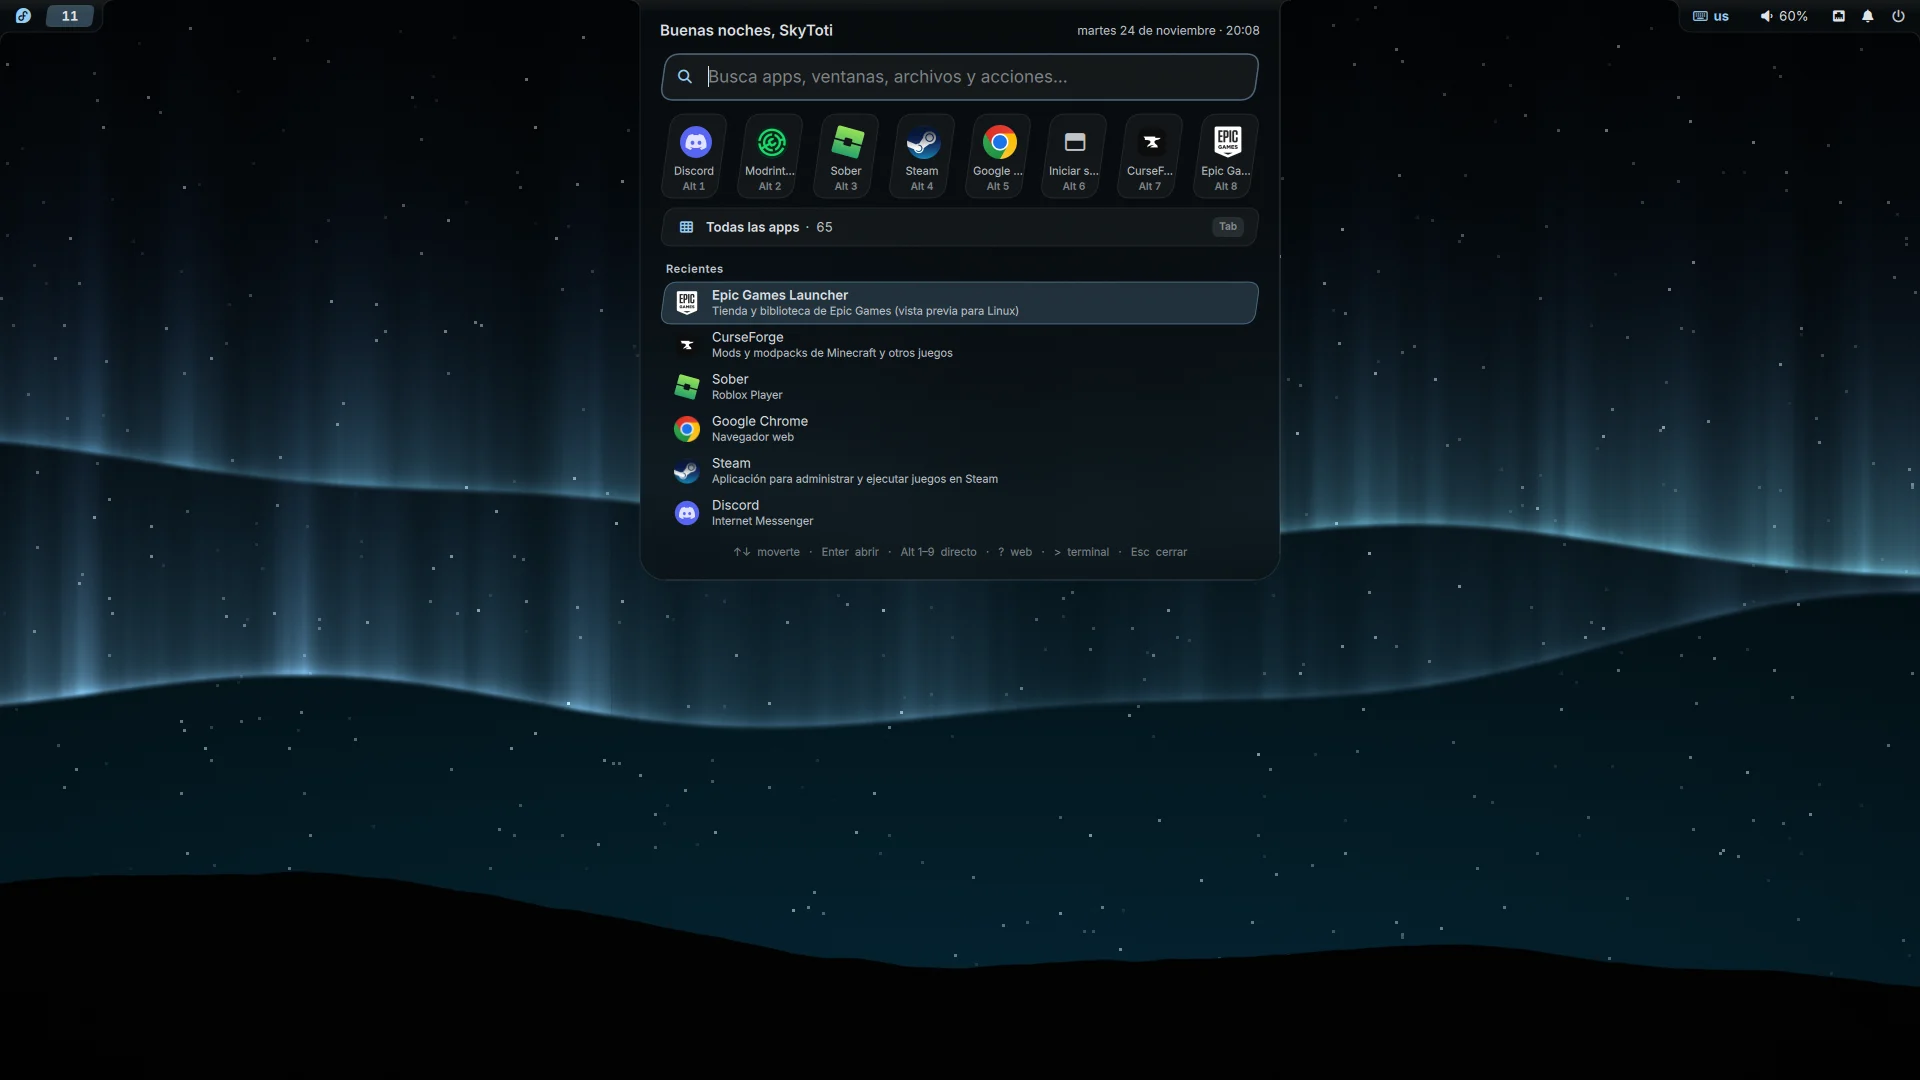 11
us
60%
Buenas noches, SkyToti
martes 24 de noviembre · 20:08
Busca apps, ventanas, archivos y acciones...
Discord
Alt 1
Modrint...
Alt 2
Sober
Alt 3
Steam
Alt 4
Google ...
Alt 5
Iniciar s...
Alt 6
CurseF...
Alt 7
EPIC
GAMES
Epic Ga...
Alt 8
Todas las apps · 65
Tab
Recientes
EPIC
GAMES
Epic Games Launcher
Tienda y biblioteca de Epic Games (vista previa para Linux)
CurseForge
Mods y modpacks de Minecraft y otros juegos
Sober
Roblox Player
Google Chrome
Navegador web
Steam
Aplicación para administrar y ejecutar juegos en Steam
Discord
Internet Messenger
↑↓ moverte · Enter abrir · Alt 1–9 directo · ? web · > terminal · Esc cerrar